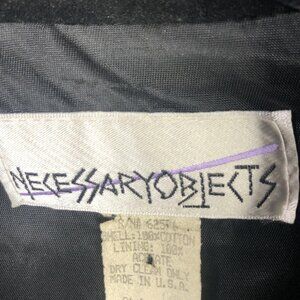 NECESSARYOBJECTS
SHELL: 100%COTTON
LINING: 100%
ACETATE
DRY CLEAN ONLY
MADE IN U.S.A.